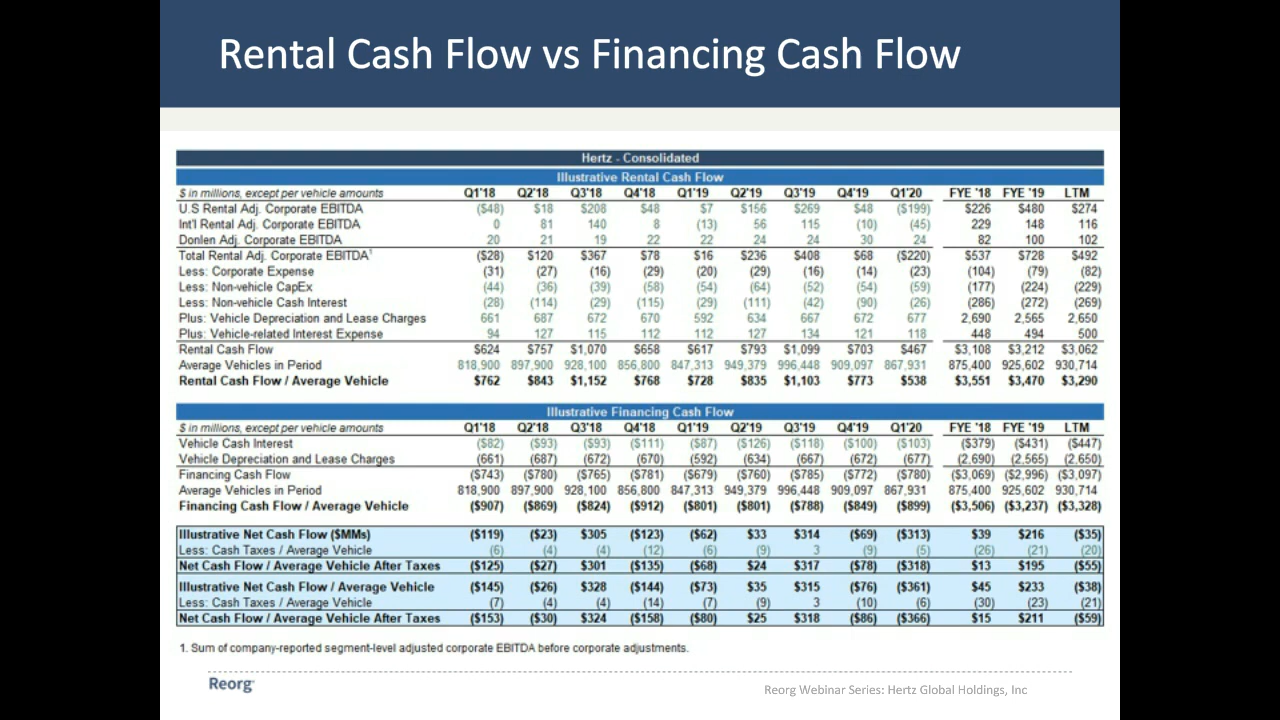 Rental Cash Flow vs Financing Cash Flow
Hertz - Consolidated
Illustrative Rental Cash Flow
$ in millions, except per vehicle amounts Q1'18 Q2'18 Q3'18 Q4'18 Q1'19 Q2'19 Q3'19 Q4'19 Q1'20 FYE '18 FYE '19 LTM
U.S Rental Adj. Corporate EBITDA ($48) $18 $208 $48 $7 $156 $269 $48 ($199) $226 $480 $274
Int'l Rental Adj. Corporate EBITDA 0 81 140 8 (13) 56 115 (10) (45) 229 148 116
Donlen Adj. Corporate EBITDA 20 21 19 22 22 24 24 30 24 82 100 102
Total Rental Adj. Corporate EBITDA¹ ($28) $120 $367 $78 $16 $236 $408 $68 ($220) $537 $728 $492
Less: Corporate Expense (31) (27) (16) (29) (20) (29) (16) (14) (23) (104) (79) (82)
Less: Non-vehicle CapEx (44) (36) (39) (58) (54) (64) (52) (54) (59) (177) (224) (229)
Less: Non-vehicle Cash Interest (28) (114) (29) (115) (29) (111) (42) (90) (26) (286) (272) (269)
Plus: Vehicle Depreciation and Lease Charges 661 687 672 670 592 634 667 672 677 2,690 2,565 2,650
Plus: Vehicle-related Interest Expense 94 127 115 112 112 127 134 121 118 448 494 500
Rental Cash Flow $624 $757 $1,070 $658 $617 $793 $1,099 $703 $467 $3,108 $3,212 $3,062
Average Vehicles in Period 818,900 897,900 928,100 856,800 847,313 949,379 996,448 909,097 867,931 875,400 925,602 930,714
Rental Cash Flow / Average Vehicle $762 $843 $1,152 $768 $728 $835 $1,103 $773 $538 $3,551 $3,470 $3,290
Illustrative Financing Cash Flow
$ in millions, except per vehicle amounts Q1'18 Q2'18 Q3'18 Q4'18 Q1'19 Q2'19 Q3'19 Q4'19 Q1'20 FYE '18 FYE '19 LTM
Vehicle Cash Interest ($82) ($93) ($93) ($111) ($87) ($126) ($118) ($100) ($103) ($379) ($431) ($447)
Vehicle Depreciation and Lease Charges (661) (687) (672) (670) (592) (634) (667) (672) (677) (2,690) (2,565) (2,650)
Financing Cash Flow ($743) ($780) ($765) ($781) ($679) ($760) ($785) ($772) ($780) ($3,069) ($2,996) ($3,097)
Average Vehicles in Period 818,900 897,900 928,100 856,800 847,313 949,379 996,448 909,097 867,931 875,400 925,602 930,714
Financing Cash Flow / Average Vehicle ($907) ($869) ($824) ($912) ($801) ($801) ($788) ($849) ($899) ($3,506) ($3,237) ($3,328)
Illustrative Net Cash Flow ($MMs) ($119) ($23) $305 ($123) ($62) $33 $314 ($69) ($313) $39 $216 ($35)
Less: Cash Taxes / Average Vehicle (6) (4) (4) (12) (6) (9) 3 (9) (5) (26) (21) (20)
Net Cash Flow / Average Vehicle After Taxes ($125) ($27) $301 ($135) ($68) $24 $317 ($78) ($318) $13 $195 ($55)
Illustrative Net Cash Flow / Average Vehicle ($145) ($26) $328 ($144) ($73) $35 $315 ($76) ($361) $45 $233 ($38)
Less: Cash Taxes / Average Vehicle (7) (4) (4) (14) (7) (9) 3 (10) (6) (30) (23) (21)
Net Cash Flow / Average Vehicle After Taxes ($153) ($30) $324 ($158) ($80) $25 $318 ($86) ($366) $15 $211 ($59)
1. Sum of company-reported segment-level adjusted corporate EBITDA before corporate adjustments.
Reorg
Reorg Webinar Series: Hertz Global Holdings, Inc